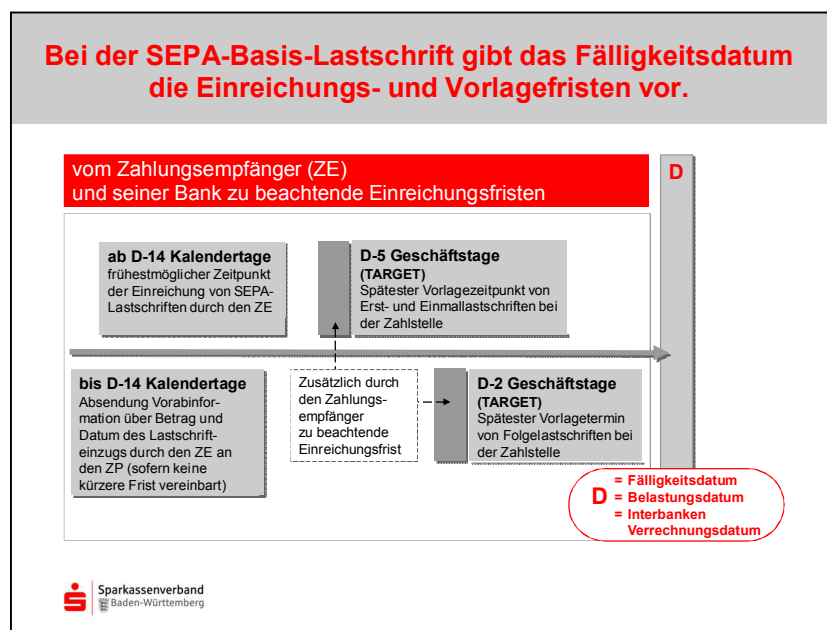 Bei der SEPA-Basis-Lastschrift gibt das Fälligkeitsdatum
die Einreichungs- und Vorlagefristen vor.
vom Zahlungsempfänger (ZE)
und seiner Bank zu beachtende Einreichungsfristen
D
ab D-14 Kalendertage
frühestmöglicher Zeitpunkt
der Einreichung von SEPA-
Lastschriften durch den ZE
D-5 Geschäftstage
(TARGET)
Spätester Vorlagezeitpunkt von
Erst- und Einmallastschriften bei
der Zahlstelle
bis D-14 Kalendertage
Absendung Vorabinfor-
mation über Betrag und
Datum des Lastschrift-
einzugs durch den ZE an
den ZP (sofern keine
kürzere Frist vereinbart)
Zusätzlich durch
den Zahlungs-
empfänger
zu beachtende
Einreichungsfrist
D-2 Geschäftstage
(TARGET)
Spätester Vorlagetermin
von Folgelastschriften bei
der Zahlstelle
D
= Fälligkeitsdatum
= Belastungsdatum
= Interbanken
Verrechnungsdatum
Sparkassenverband
Baden-Württemberg